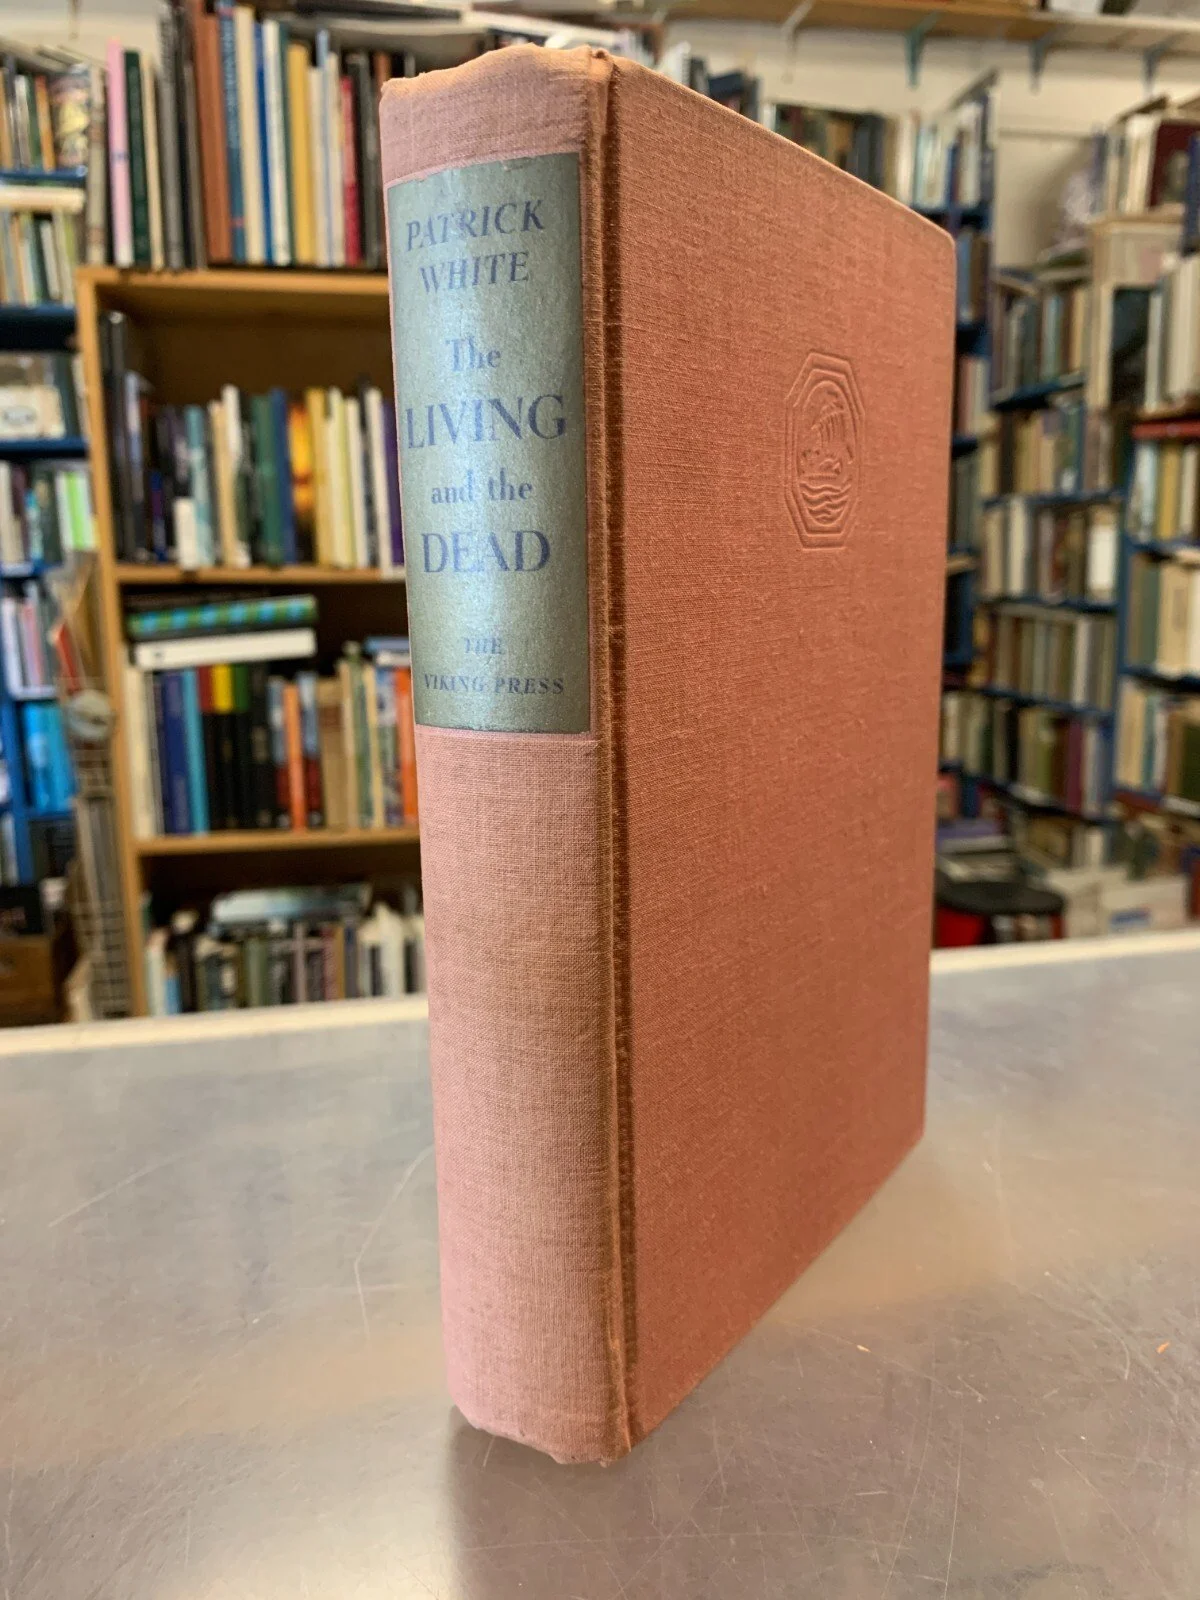 PATRICK
WHITE
The
LIVING
and the
DEAD
THE
VIKING PRESS